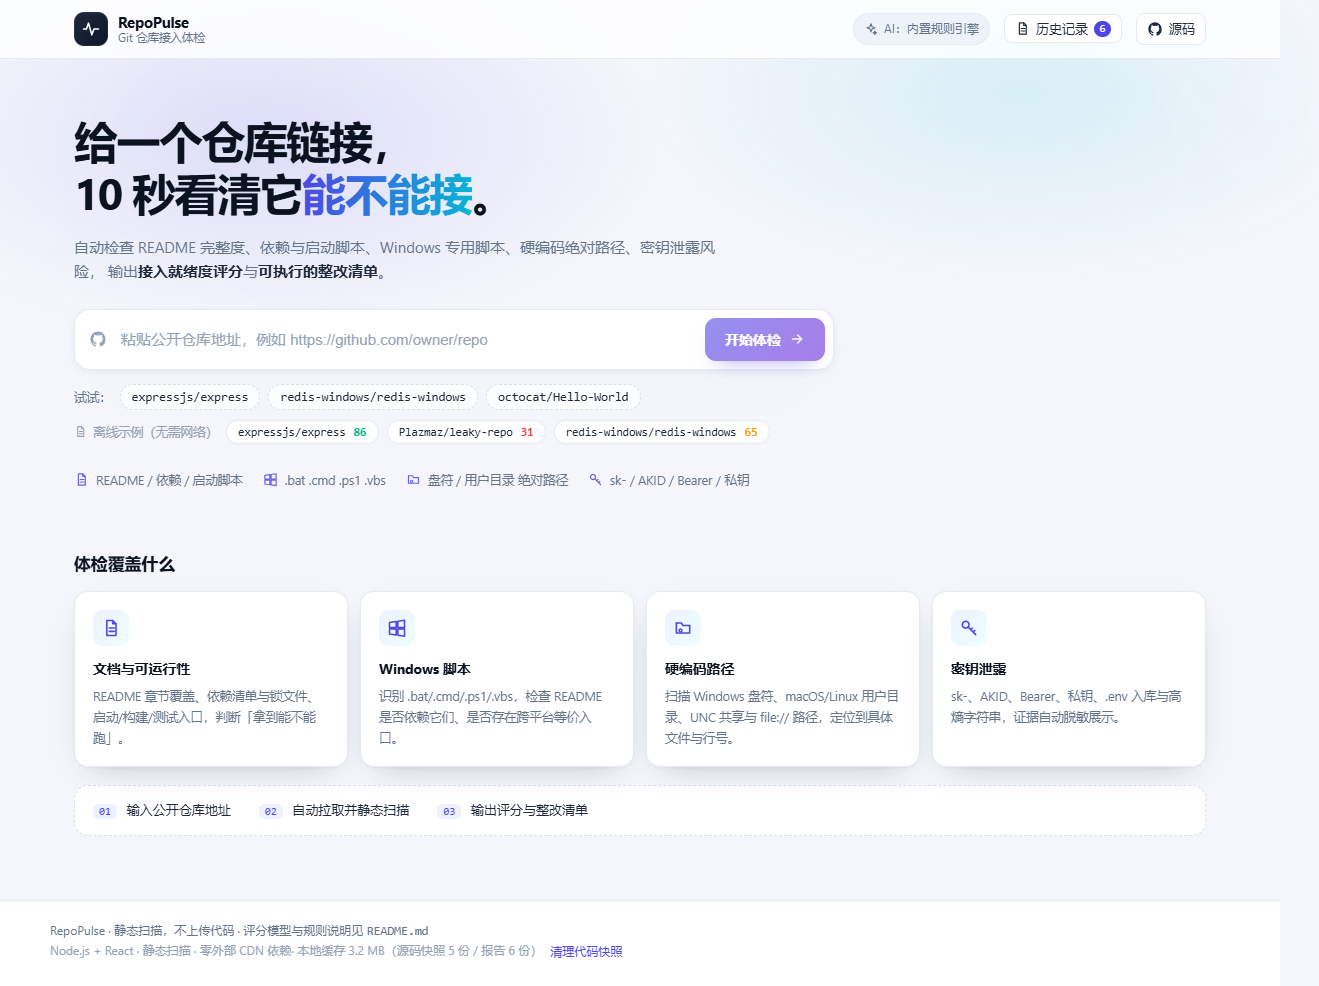 RepoPulse
Git 仓库接入体检
AI: 内置规则引擎
历史记录 6
源码
给一个仓库链接，
10 秒看清它能不能接。
自动检查 README 完整度、依赖与启动脚本、Windows 专用脚本、硬编码绝对路径、密钥泄露风
险， 输出接入就绪度评分与可执行的整改清单。
粘贴公开仓库地址，例如 https://github.com/owner/repo
开始体检 →
试试： expressjs/express redis-windows/redis-windows octocat/Hello-World
离线示例（无需网络） expressjs/express 86 Plazmaz/leaky-repo 31 redis-windows/redis-windows 65
README / 依赖 / 启动脚本 .bat .cmd .ps1 .vbs 盘符 / 用户目录 绝对路径 sk- / AKID / Bearer / 私钥
体检覆盖什么
文档与可运行性
README 章节覆盖、依赖清单与锁文件、
启动/构建/测试入口，判断「拿到能不能
跑」。
Windows 脚本
识别 .bat/.cmd/.ps1/.vbs，检查 README
是否依赖它们、是否存在跨平台等价入
口。
硬编码路径
扫描 Windows 盘符、macOS/Linux 用户目
录、UNC 共享与 file:// 路径，定位到具体
文件与行号。
密钥泄露
sk-、AKID、Bearer、私钥、.env 入库与高
熵字符串，证据自动脱敏展示。
01 输入公开仓库地址 02 自动拉取并静态扫描 03 输出评分与整改清单
RepoPulse · 静态扫描，不上传代码 · 评分模型与规则说明见 README.md
Node.js + React · 静态扫描 · 零外部 CDN 依赖· 本地缓存 3.2 MB（源码快照 5 份 / 报告 6 份） 清理代码快照